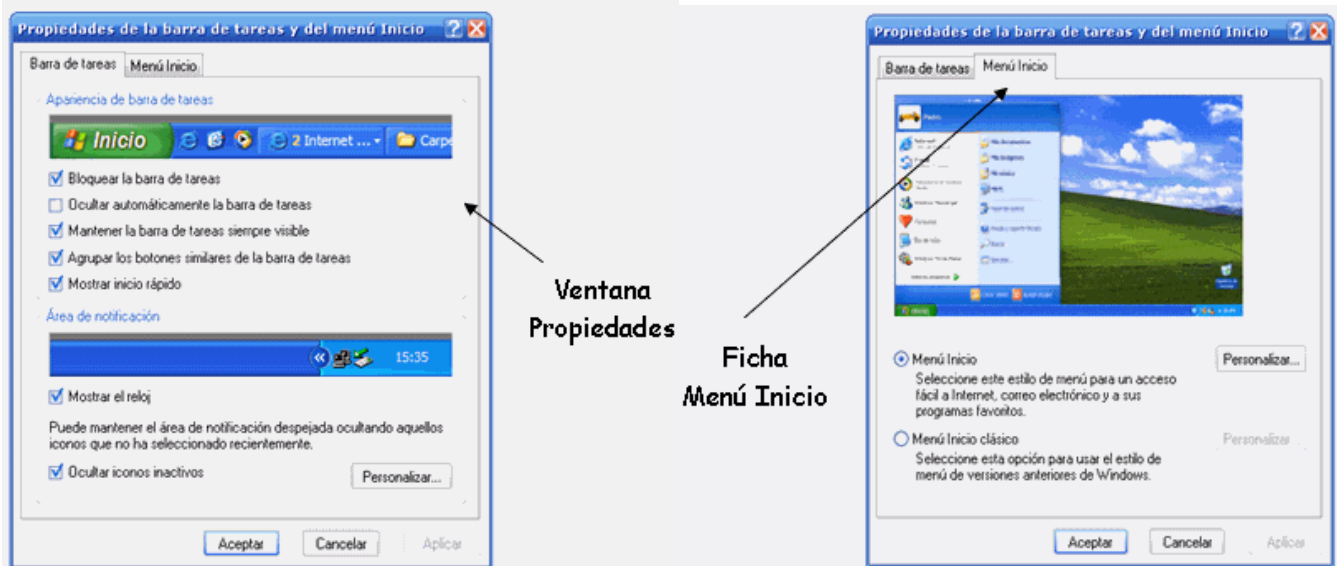 Propiedades de la barra de tareas y del menú Inicio
Barra de tareas
Menú Inicio
Apariencia de barra de tareas
Inicio
2 Internet ...
Carpe
Bloquear la barra de tareas
Ocultar automáticamente la barra de tareas
Mantener la barra de tareas siempre visible
Agrupar los botones similares de la barra de tareas
Mostrar inicio rápido
Área de notificación
15:35
Mostrar el reloj
Puede mantener el área de notificación despejada ocultando aquellos
iconos que no ha seleccionado recientemente.
Ocultar iconos inactivos
Personalizar...
Aceptar
Cancelar
Aplicar
Ventana
Propiedades
Ficha
Menú Inicio
Propiedades de la barra de tareas y del menú Inicio
Barra de tareas
Menú Inicio
Menú Inicio
Personalizar...
Seleccione este estilo de menú para un acceso
fácil a Internet, correo electrónico y a sus
programas favoritos.
Menú Inicio clásico
Personalizar...
Seleccione esta opción para usar el estilo de
menú de versiones anteriores de Windows.
Aceptar
Cancelar
Aplicar